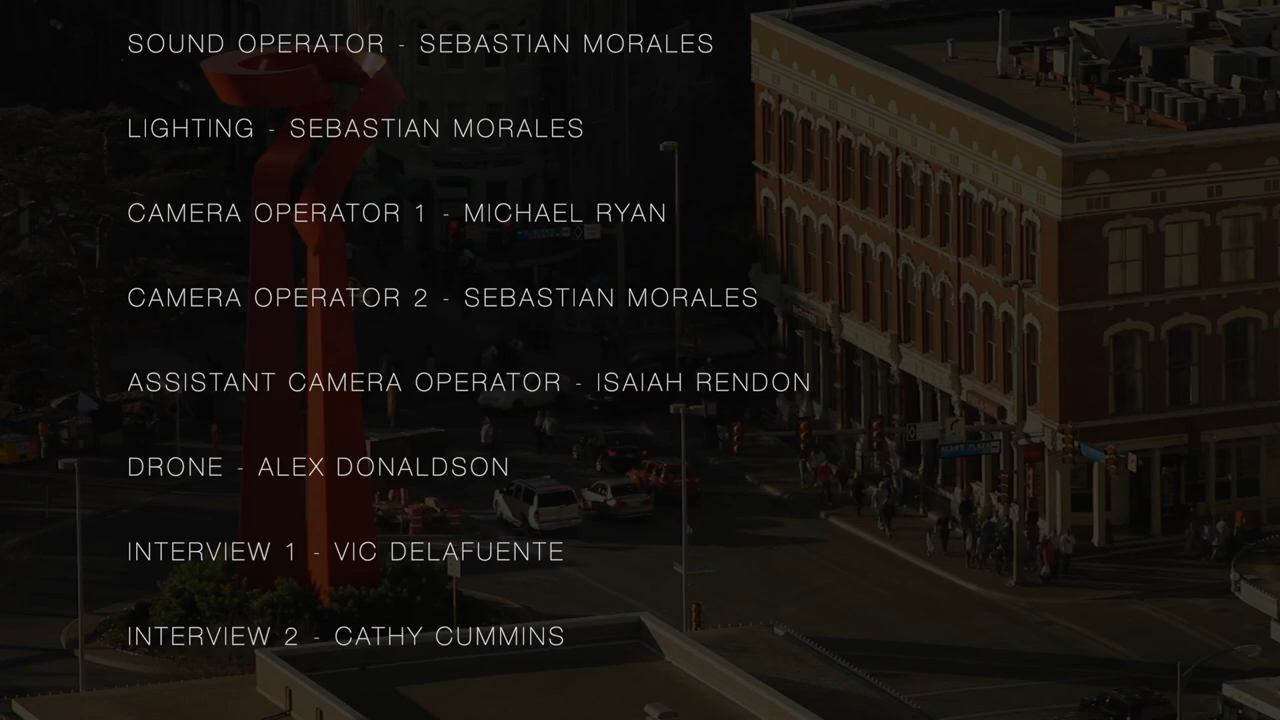 SOUND OPERATOR - SEBASTIAN MORALES
LIGHTING - SEBASTIAN MORALES
CAMERA OPERATOR 1 - MICHAEL RYAN
CAMERA OPERATOR 2 - SEBASTIAN MORALES
ASSISTANT CAMERA OPERATOR - ISAIAH RENDON
DRONE - ALEX DONALDSON
INTERVIEW 1 - VIC DELAFUENTE
INTERVIEW 2 - CATHY CUMMINS